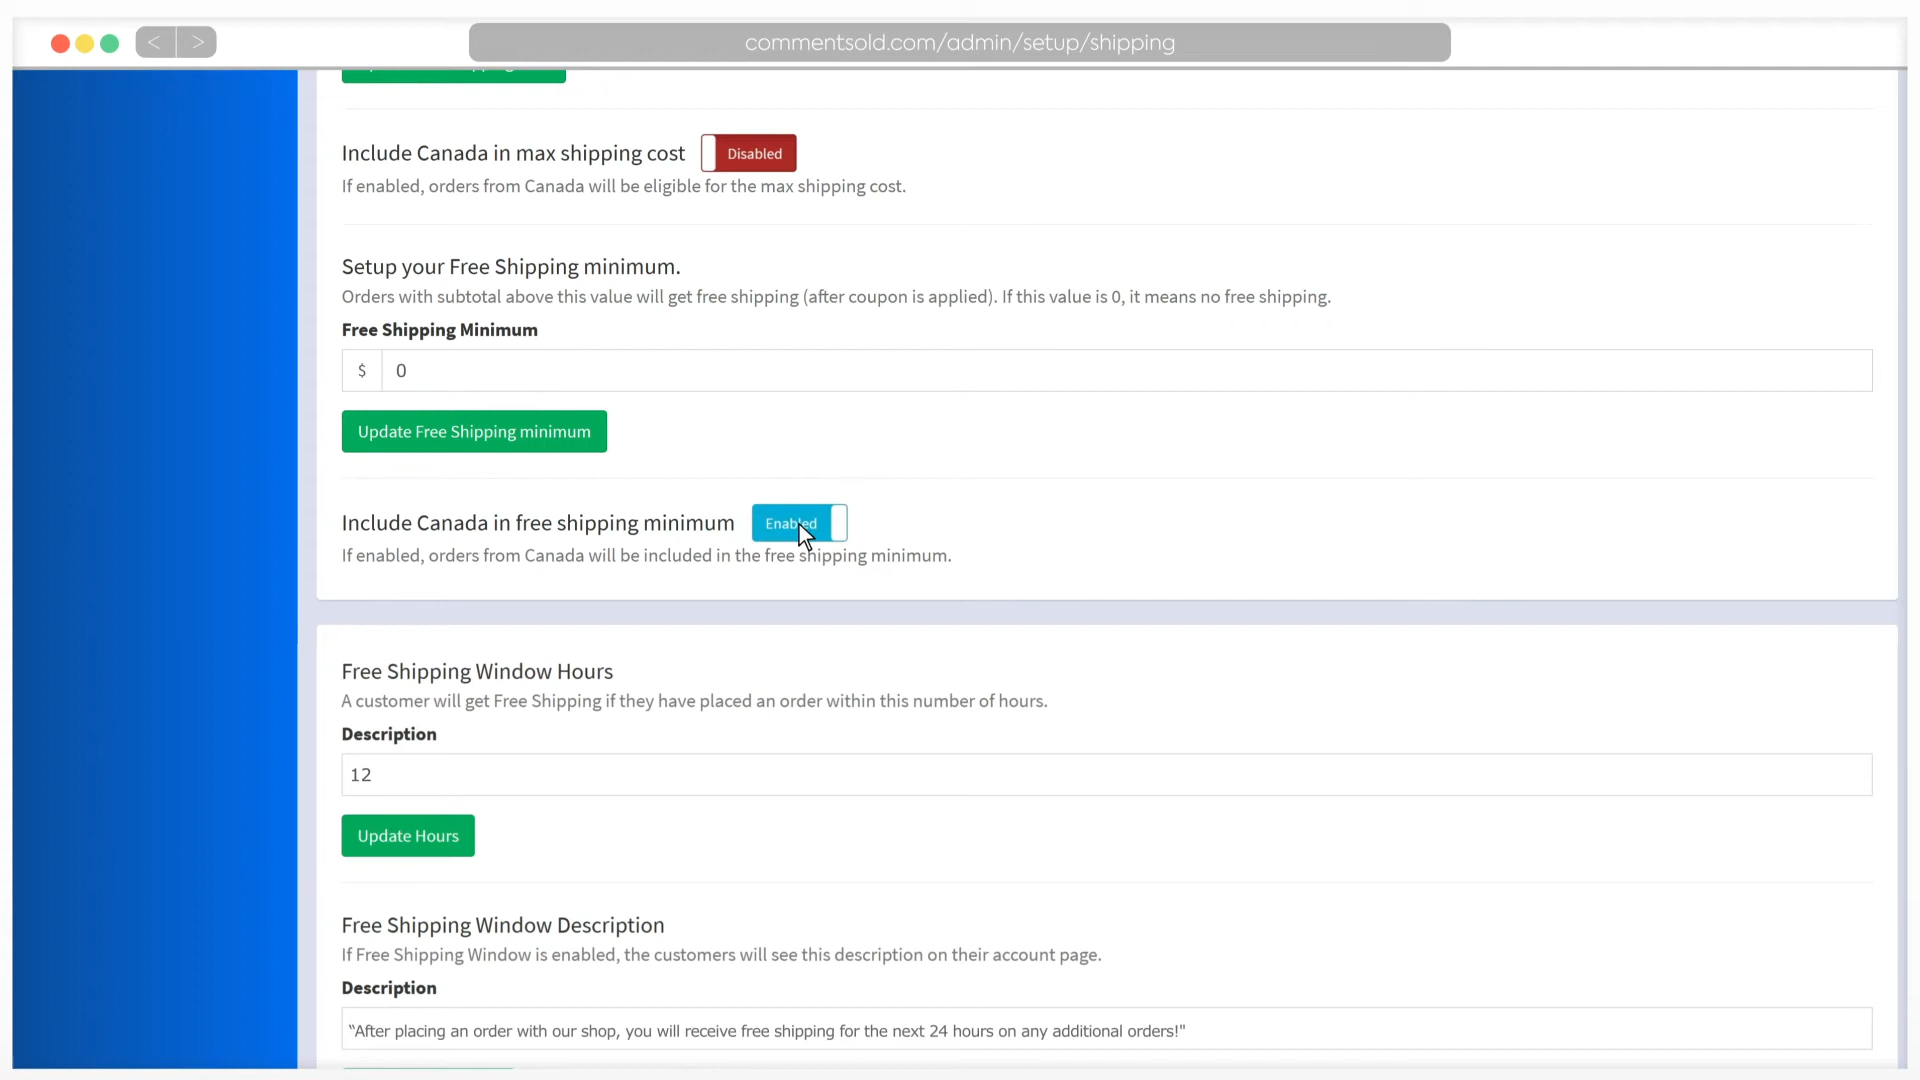 < >
commentsold.com/admin/setup/shipping
Include Canada in max shipping cost
Disabled
If enabled, orders from Canada will be eligible for the max shipping cost.
Setup your Free Shipping minimum.
Orders with subtotal above this value will get free shipping (after coupon is applied). If this value is 0, it means no free shipping.
Free Shipping Minimum
$ 0
Update Free Shipping minimum
Include Canada in free shipping minimum
Enabled
If enabled, orders from Canada will be included in the free shipping minimum.
Free Shipping Window Hours
A customer will get Free Shipping if they have placed an order within this number of hours.
Description
12
Update Hours
Free Shipping Window Description
If Free Shipping Window is enabled, the customers will see this description on their account page.
Description
“After placing an order with our shop, you will receive free shipping for the next 24 hours on any additional orders!"